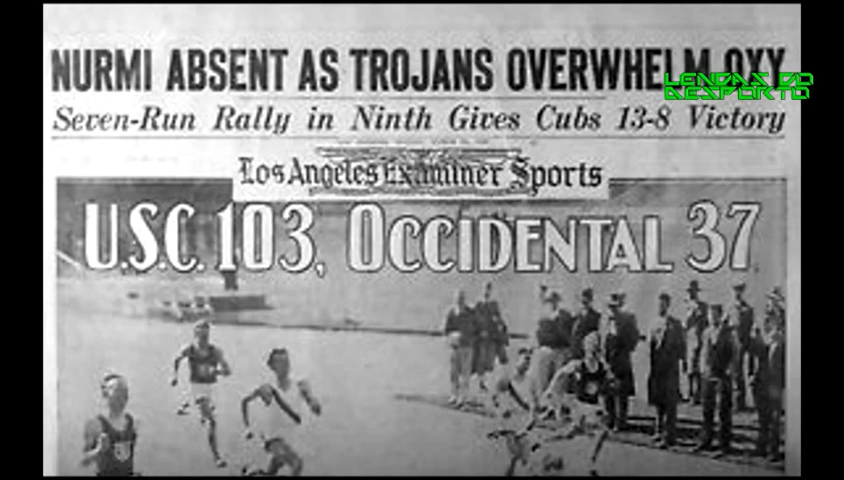 NURMI ABSENT AS TROJANS OVERWHELM OXY
LENDAS DO
DESPORTO
Seven-Run Rally in Ninth Gives Cubs 13-8 Victory
Los Angeles Examiner Sports
U.S.C. 103, OCCIDENTAL 37